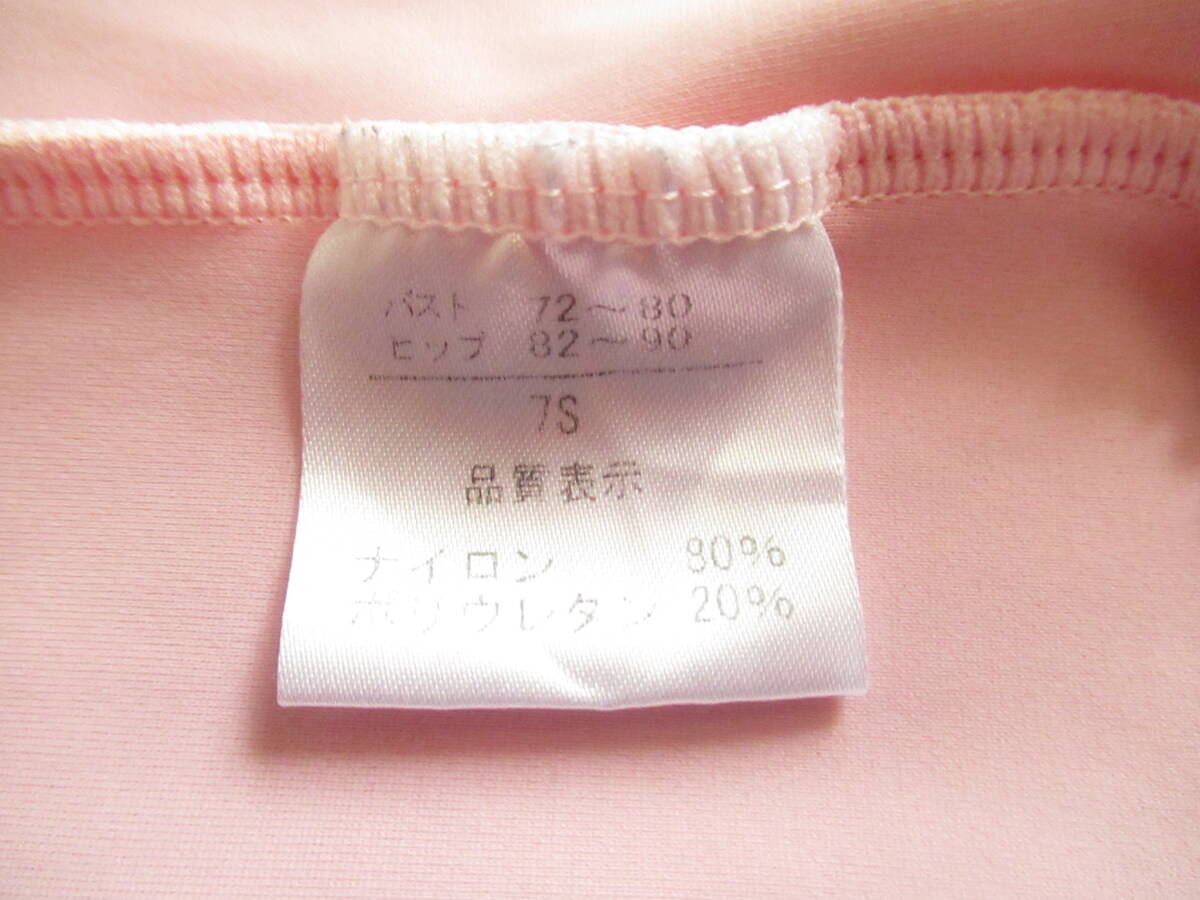 バスト 72～80
ヒップ 82～90
7S
品質表示
ナイロン 80%
ポリウレタン 20%